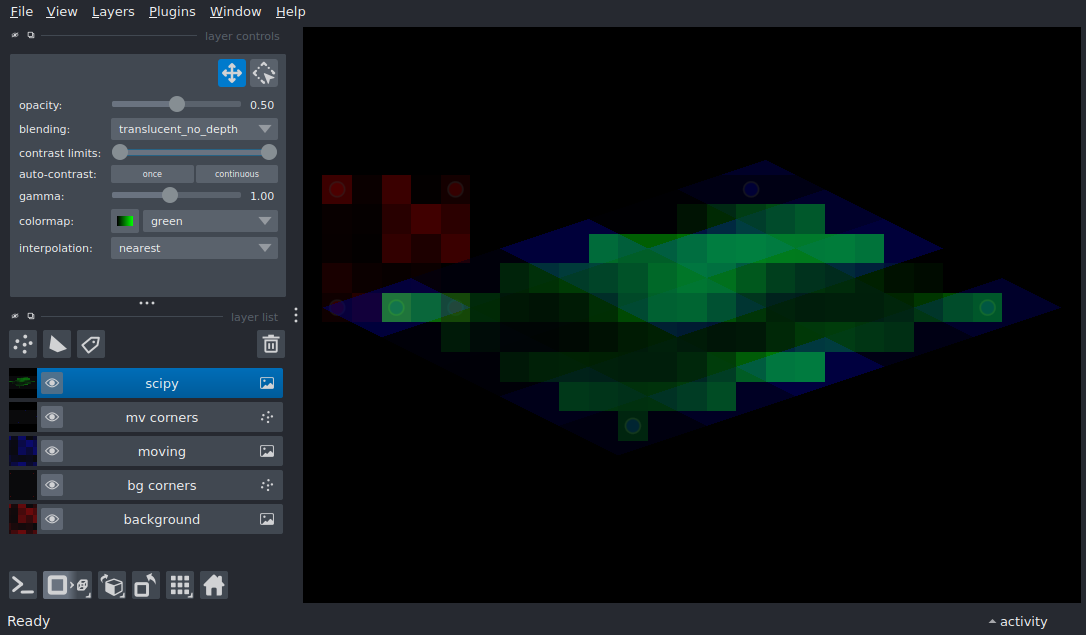 File View Layers Plugins Window Help
layer controls
opacity: 0.50
blending: translucent_no_depth
contrast limits:
auto-contrast: once continuous
gamma: 1.00
colormap: green
interpolation: nearest
layer list
scipy
mv corners
moving
bg corners
background
Ready activity